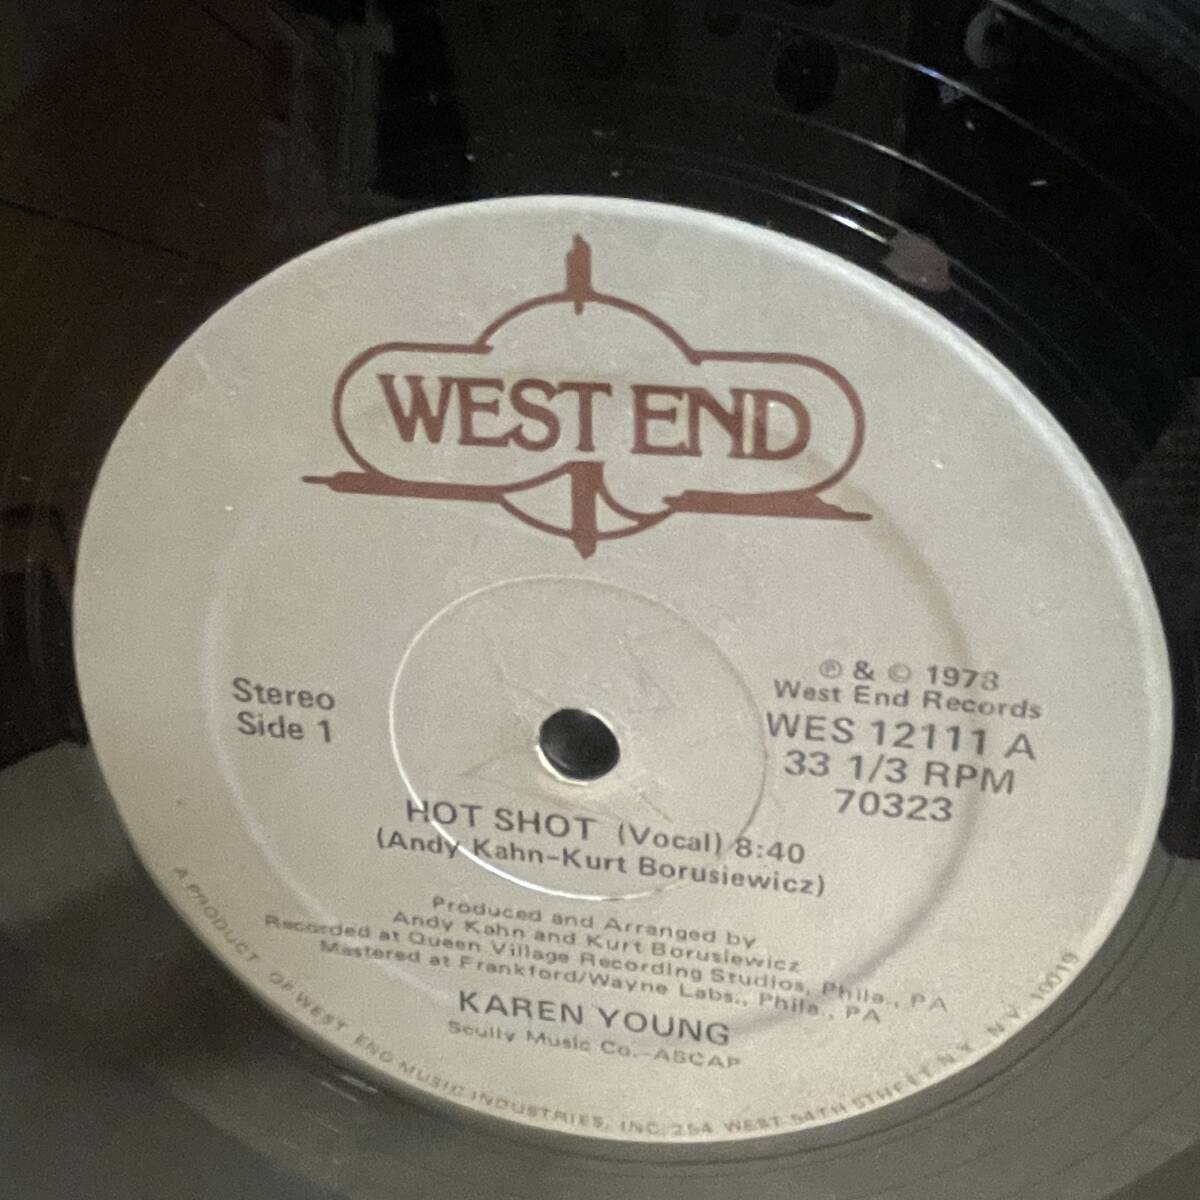 WEST END
Stereo
Side 1
℗ & © 1978
West End Records
WES 12111 A
33 1/3 RPM
70323
HOT SHOT (Vocal) 8:40
(Andy Kahn-Kurt Borusiewicz)
Produced and Arranged by
Andy Kahn and Kurt Borusiewicz
Recorded at Queen Village Recording Studios, Phila., PA
Mastered at Frankford/Wayne Labs., Phila., PA
KAREN YOUNG
Scully Music Co.-ASCAP
A PRODUCT OF WEST END MUSIC INDUSTRIES, INC. 254 WEST 54TH STREET N.Y. N.Y. 10019